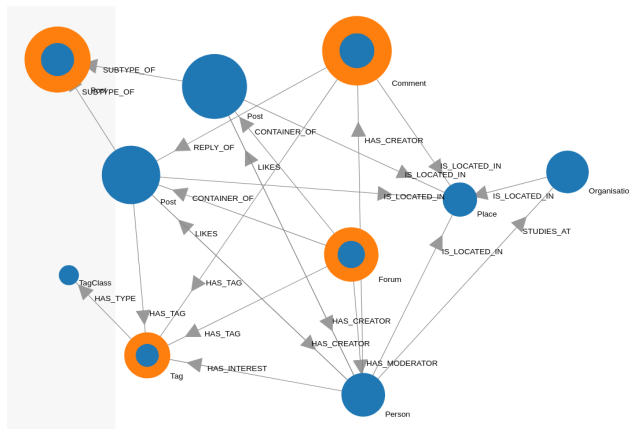 Comment
SUBTYPE_OF
Post
SUBTYPE_OF
Post
CONTAINER_OF
HAS_CREATOR
REPLY_OF
LIKES
IS_LOCATED_IN
IS_LOCATED_IN
Organisatio
IS_LOCATED_IN
IS_LOCATED_IN
CONTAINER_OF
Post
Place
LIKES
STUDIES_AT
IS_LOCATED_IN
TagClass
HAS_TAG
Forum
HAS_TYPE
HAS_TAG
HAS_CREATOR
HAS_TAG
HAS_CREATOR
HAS_MODERATOR
HAS_INTEREST
Tag
Person